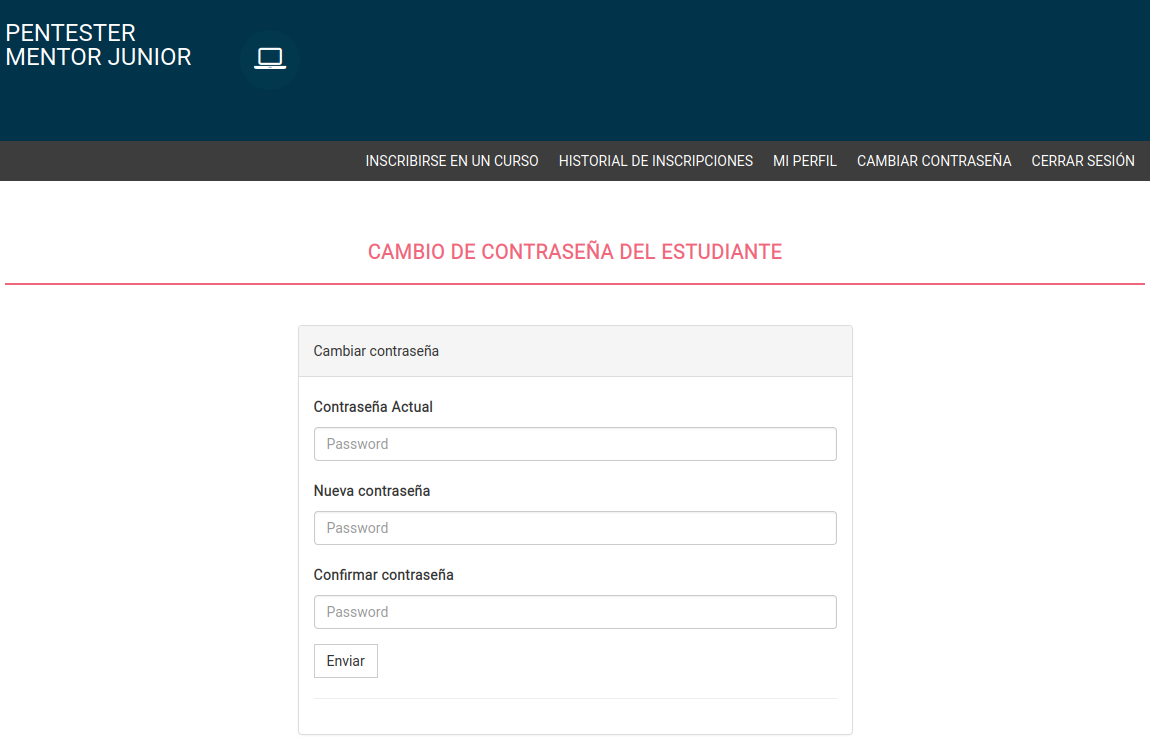 PENTESTER
MENTOR JUNIOR
INSCRIBIRSE EN UN CURSO HISTORIAL DE INSCRIPCIONES MI PERFIL CAMBIAR CONTRASEÑA CERRAR SESIÓN
CAMBIO DE CONTRASEÑA DEL ESTUDIANTE
Cambiar contraseña
Contraseña Actual
Password
Nueva contraseña
Password
Confirmar contraseña
Password
Enviar